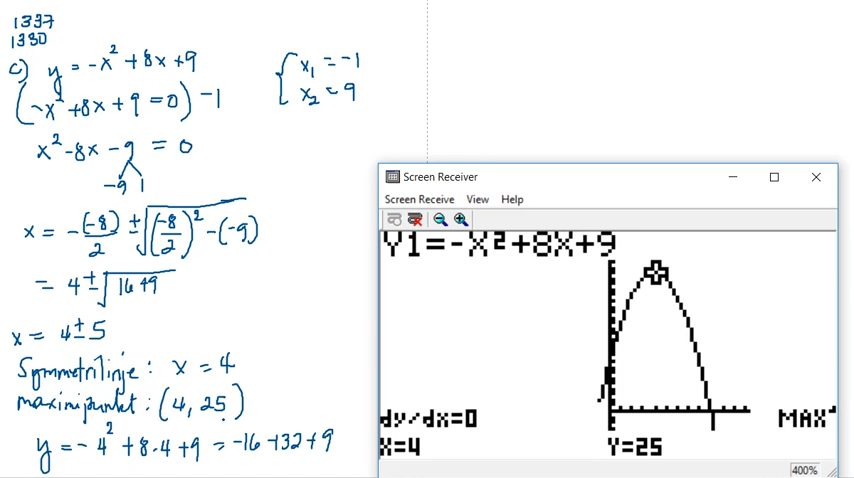 1337
1330
c) y = -x² + 8x + 9
(-x² + 8x + 9 = 0) -1
x² - 8x - 9 = 0
-9 1
x = -(-8)/2 ± √((-8/2)² - (-9))
= 4 ± √(16+9)
x = 4 ± 5
Symmetrilinje : x = 4
maximipunkt : (4, 25)
y = -4² + 8·4 + 9 = -16 + 32 + 9
{ x₁ = -1
x₂ = 9
Screen Receiver
Screen Receive View Help
Y1=-X²+8X+9
dy/dx=0 MAX
X=4 Y=25
400%